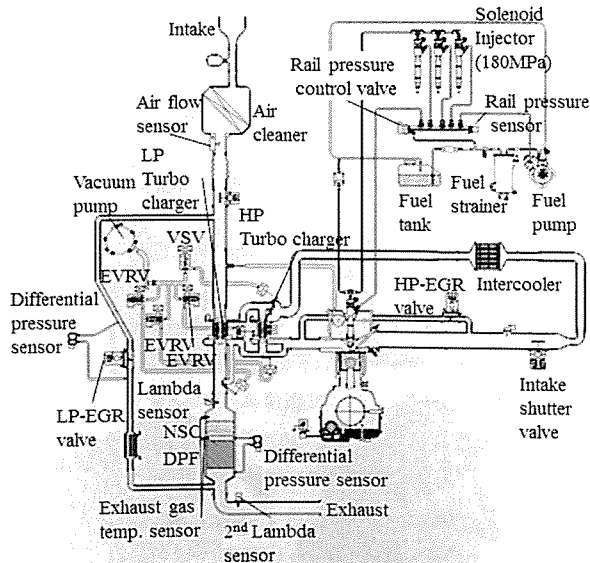 Solenoid
Injector
(180MPa)
Intake
Rail pressure
control valve
Rail pressure
sensor
Air flow
sensor
Air
cleaner
LP
Turbo
charger
Vacuum
pump
Fuel
tank
Fuel
strainer
Fuel
pump
HP
Turbo charger
VSV
EVRV
HP-EGR
valve
Intercooler
Differential
pressure
sensor
EVRV
EVRV
Lambda
sensor
LP-EGR
valve
Intake
shutter
valve
NSC
DPF
Differential
pressure sensor
Exhaust gas
temp. sensor
2nd Lambda
sensor
Exhaust